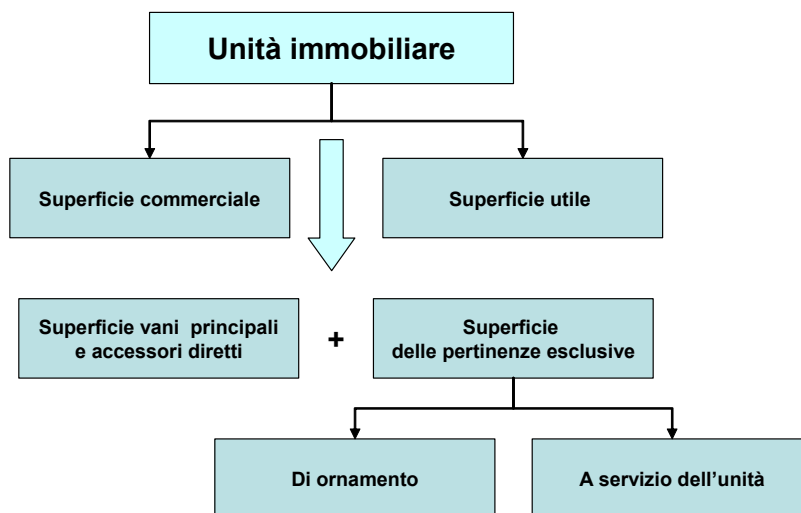 Unità immobiliare
Superficie commerciale
Superficie utile
Superficie vani principali
e accessori diretti
+
Superficie
delle pertinenze esclusive
Di ornamento
A servizio dell'unità